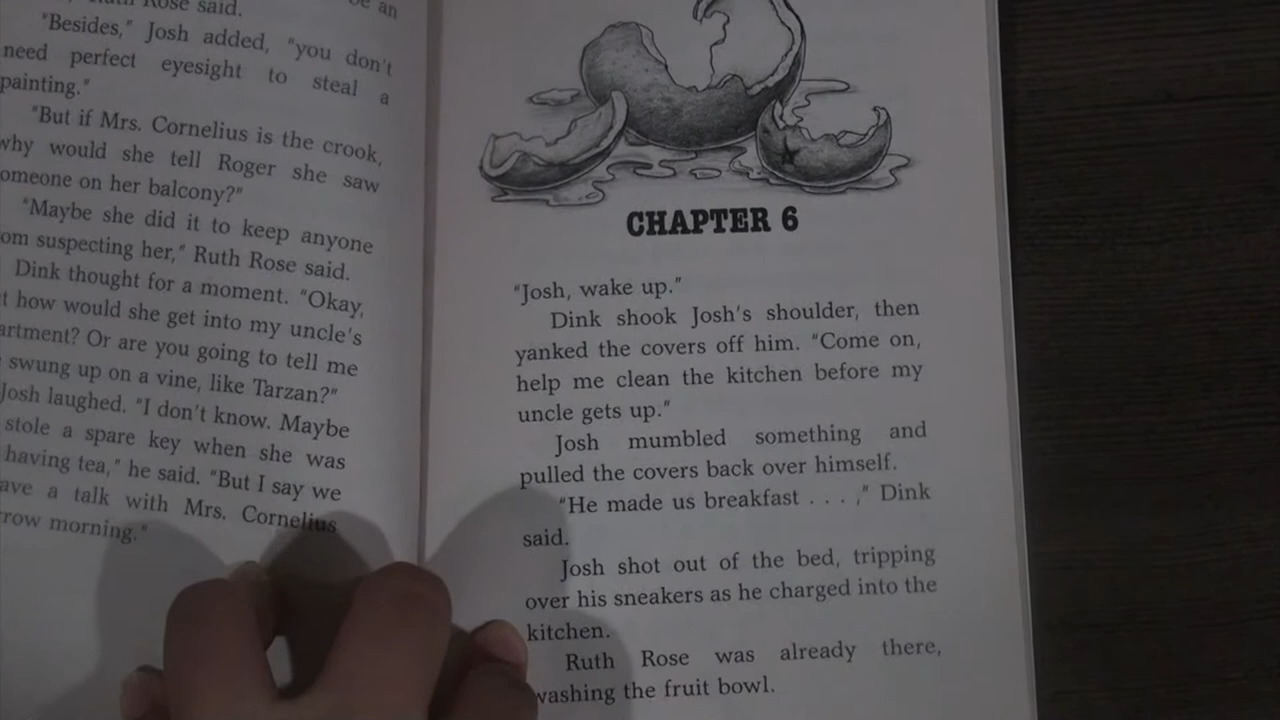 Rose said.
"Besides," Josh added, "you don't
need perfect eyesight to steal a
painting."
"But if Mrs. Cornelius is the crook,
why would she tell Roger she saw
omeone on her balcony?"
"Maybe she did it to keep anyone
om suspecting her," Ruth Rose said.
Dink thought for a moment. "Okay,
t how would she get into my uncle's
artment? Or are you going to tell me
swung up on a vine, like Tarzan?"
Josh laughed. "I don't know. Maybe
stole a spare key when she was
having tea," he said. "But I say we
ave a talk with Mrs. Cornelius
rrow morning."
CHAPTER 6
"Josh, wake up."
Dink shook Josh's shoulder, then
yanked the covers off him. "Come on,
help me clean the kitchen before my
uncle gets up."
Josh mumbled something and
pulled the covers back over himself.
"He made us breakfast . . . ," Dink
said.
Josh shot out of the bed, tripping
over his sneakers as he charged into the
kitchen.
Ruth Rose was already there,
washing the fruit bowl.